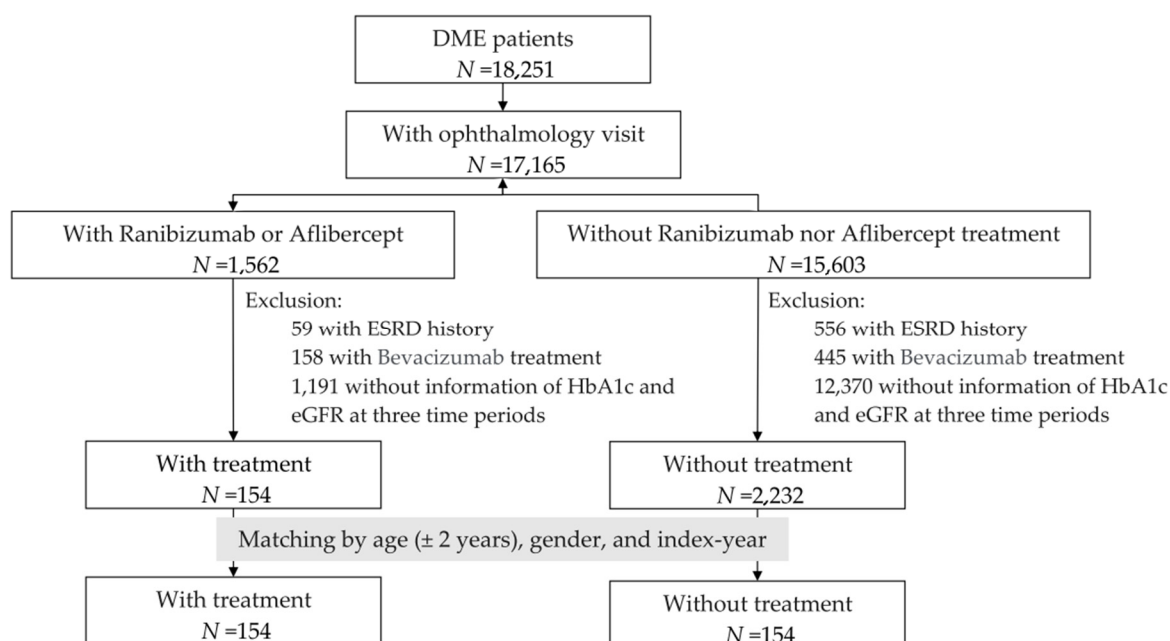 DME patients
N =18,251
With ophthalmology visit
N =17,165
With Ranibizumab or Aflibercept
N =1,562
Without Ranibizumab nor Aflibercept treatment
N =15,603
Exclusion:
59 with ESRD history
158 with Bevacizumab treatment
1,191 without information of HbA1c and
eGFR at three time periods
Exclusion:
556 with ESRD history
445 with Bevacizumab treatment
12,370 without information of HbA1c
and eGFR at three time periods
With treatment
N =154
Without treatment
N =2,232
Matching by age (± 2 years), gender, and index-year
With treatment
N =154
Without treatment
N =154